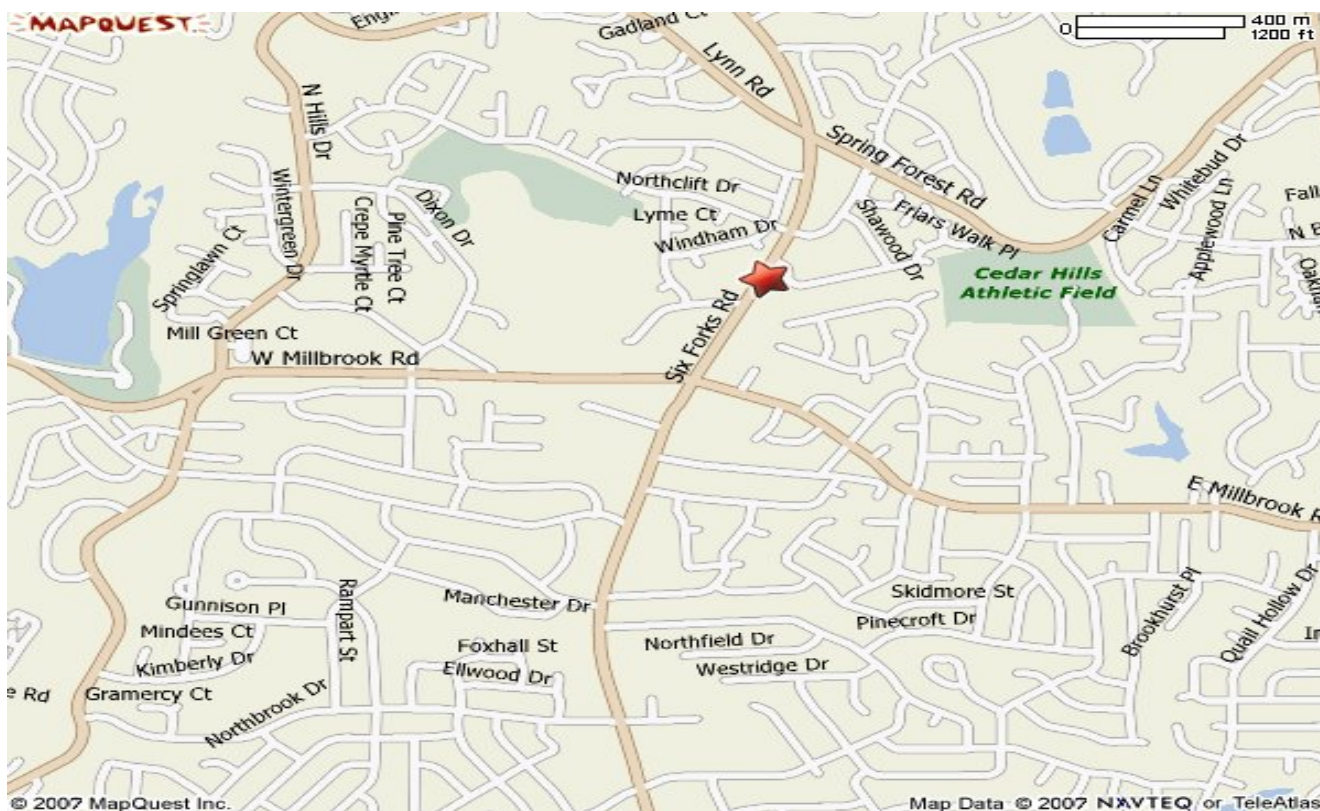 MAPQUEST.
400 m
0
1200 ft
Gadland Ct
Lynn Rd
N Hills Dr
Spring Forest Rd
Whitebud Dr
Carmel Ln
Northclift Dr
Wintergreen Dr
Dixon Dr
Pine Tree Ct
Crepe Myrtle Ct
Lyme Ct
Friars Walk Pl
Applewood Ln
Windham Dr
Shawood Dr
Springlawn Ct
Cedar Hills
Athletic Field
Mill Green Ct
Six Forks Rd
W Millbrook Rd
E Millbrook R
Rampart St
Manchester Dr
Skidmore St
Gunnison Pl
Pinecroft Dr
Brookhurst Pl
Quail Hollow Dr
Mindees Ct
Foxhall St
Northfield Dr
Kimberly Dr
Ellwood Dr
Westridge Dr
e Rd
Gramercy Ct
Northbrook Dr
© 2007 MapQuest Inc.
Map Data © 2007 NAVTEQ or TeleAtlas